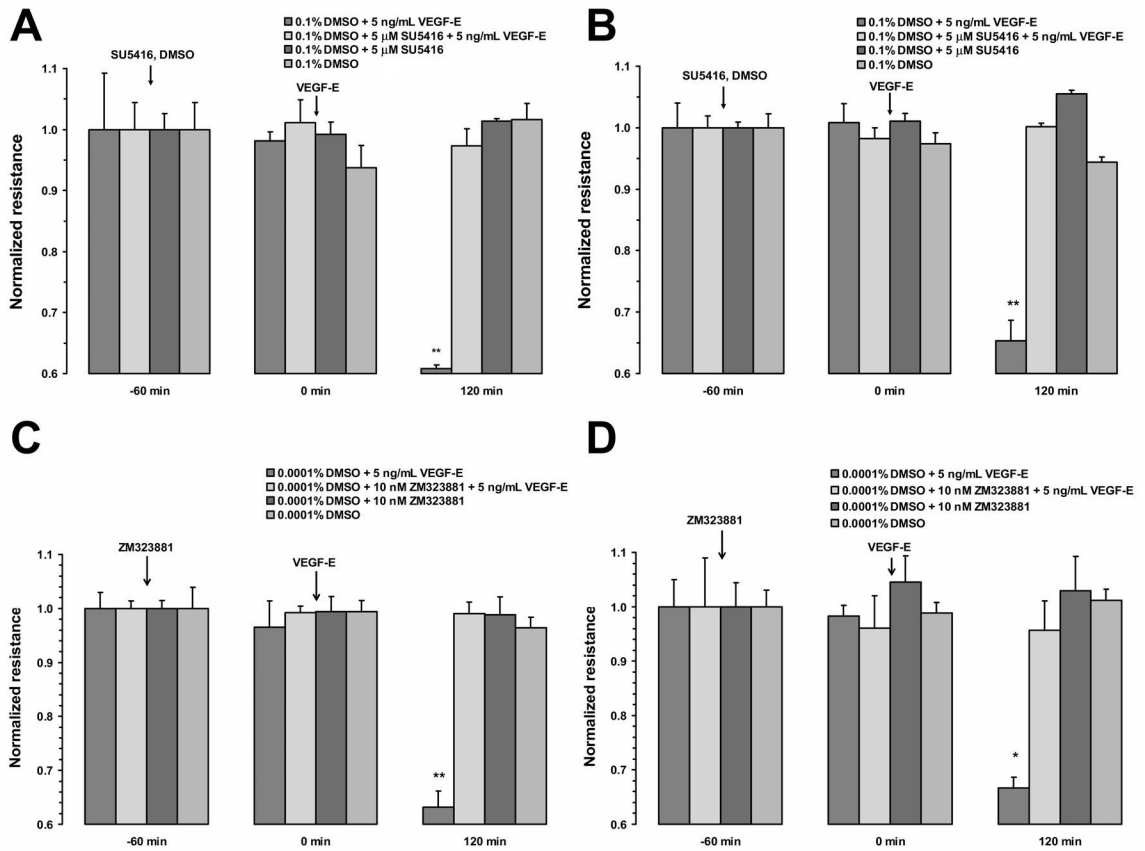 A
0.1% DMSO + 5 ng/mL VEGF-E
0.1% DMSO + 5 μM SU5416 + 5 ng/mL VEGF-E
0.1% DMSO + 5 μM SU5416
0.1% DMSO
SU5416, DMSO
VEGF-E
Normalized resistance
1.1
1.0
0.9
0.8
0.7
0.6
**
-60 min
0 min
120 min
B
0.1% DMSO + 5 ng/mL VEGF-E
0.1% DMSO + 5 μM SU5416 + 5 ng/mL VEGF-E
0.1% DMSO + 5 μM SU5416
0.1% DMSO
SU5416, DMSO
VEGF-E
Normalized resistance
1.1
1.0
0.9
0.8
0.7
0.6
**
-60 min
0 min
120 min
C
0.0001% DMSO + 5 ng/mL VEGF-E
0.0001% DMSO + 10 nM ZM323881 + 5 ng/mL VEGF-E
0.0001% DMSO + 10 nM ZM323881
0.0001% DMSO
ZM323881
VEGF-E
Normalized resistance
1.1
1.0
0.9
0.8
0.7
0.6
**
-60 min
0 min
120 min
D
0.0001% DMSO + 5 ng/mL VEGF-E
0.0001% DMSO + 10 nM ZM323881 + 5 ng/mL VEGF-E
0.0001% DMSO + 10 nM ZM323881
0.0001% DMSO
ZM323881
VEGF-E
Normalized resistance
1.1
1.0
0.9
0.8
0.7
0.6
*
-60 min
0 min
120 min